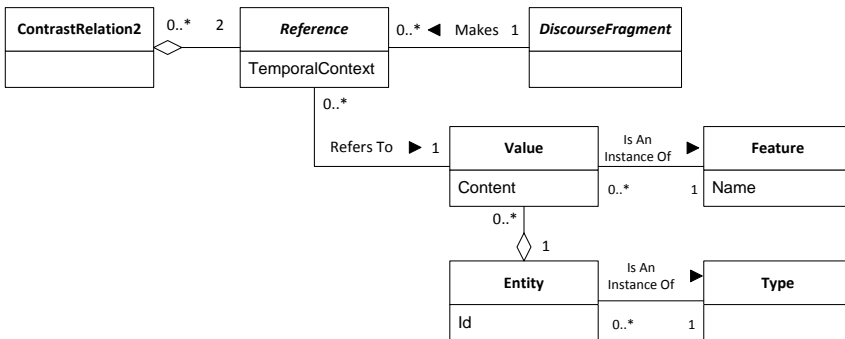 ContrastRelation2
0..*
2
Reference
0..* ◄ Makes 1
DiscourseFragment
TemporalContext
0..*
Refers To ► 1
Value
Is An
Instance Of
►
Feature
Content
0..*
1
Name
0..*
1
Entity
Is An
Instance Of
►
Type
Id
0..*
1